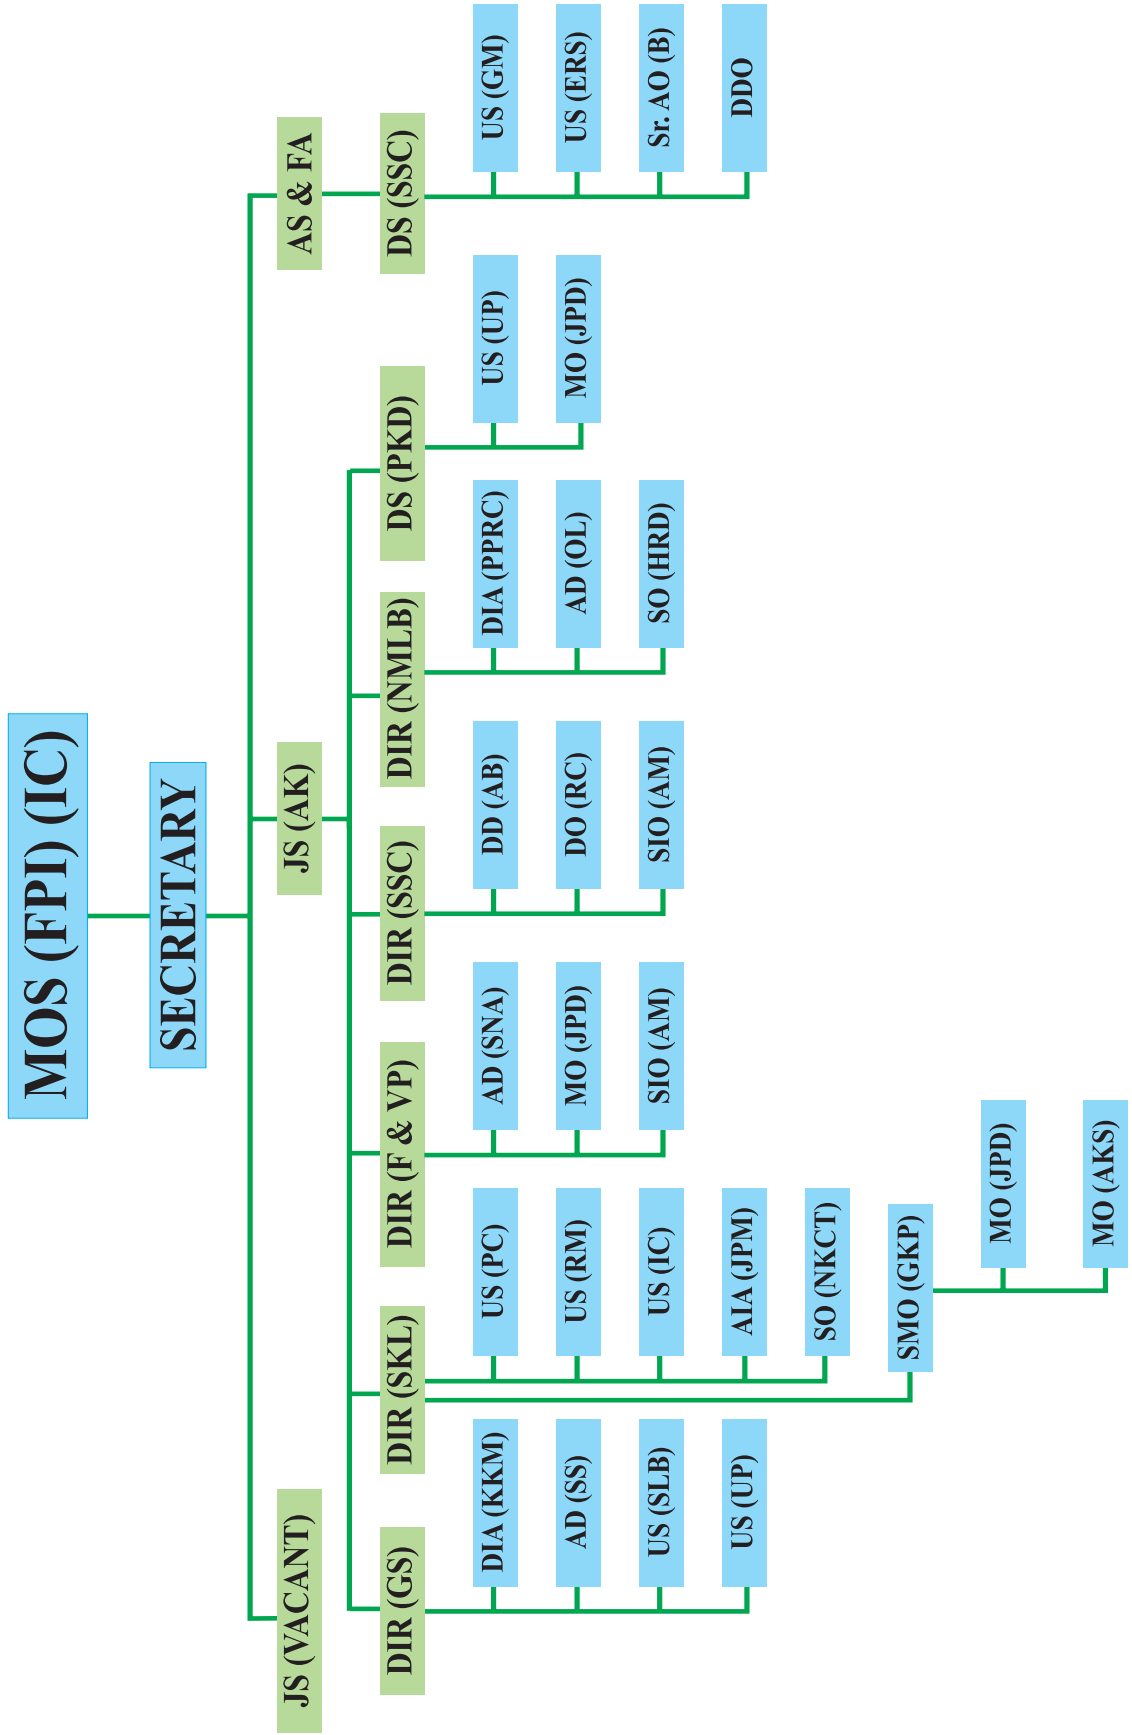 MOS (FPI) (IC)
SECRETARY
JS (VACANT)
JS (AK)
AS & FA
DIR (GS)
DIR (SKL)
DIR (F & VP)
DIR (SSC)
DIR (NMLB)
DS (PKD)
DS (SSC)
DIA (KKM)
AD (SS)
US (SLB)
US (UP)
US (PC)
US (RM)
US (IC)
AIA (JPM)
SO (NKCT)
SMO (GKP)
MO (JPD)
MO (AKS)
AD (SNA)
MO (JPD)
SIO (AM)
DD (AB)
DO (RC)
SIO (AM)
DIA (PPRC)
AD (OL)
SO (HRD)
US (UP)
MO (JPD)
US (GM)
US (ERS)
Sr. AO (B)
DDO